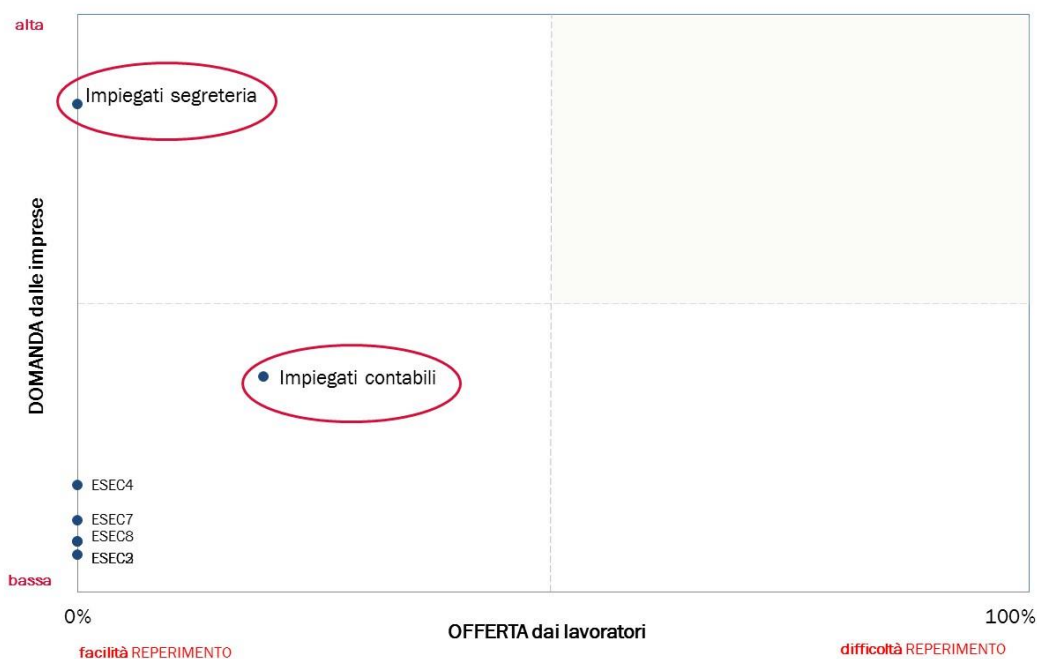 alta
Impiegati segreteria
DOMANDA dalle imprese
Impiegati contabili
ESEC4
ESEC7
ESEC8
bassa
0%
100%
OFFERTA dai lavoratori
facilità REPERIMENTO
difficoltà REPERIMENTO